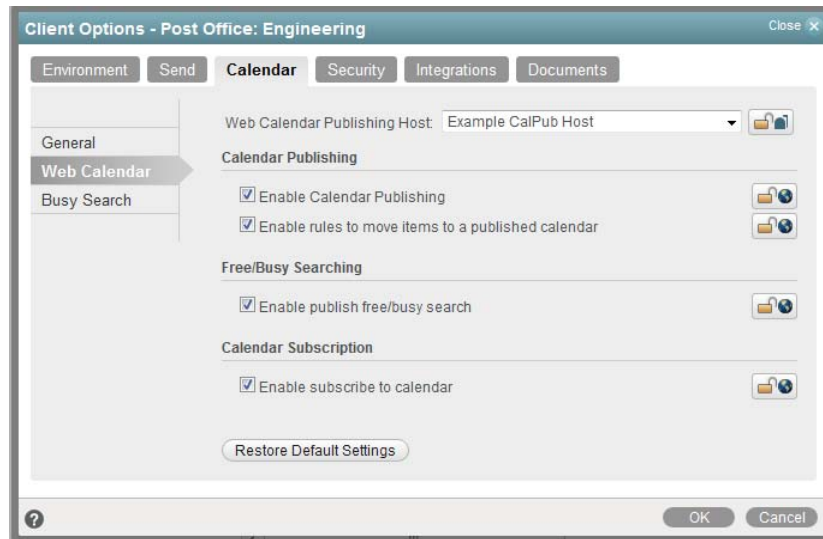 Client Options - Post Office: Engineering
Close
Environment Send Calendar Security Integrations Documents
General
Web Calendar
Busy Search
Web Calendar Publishing Host: Example CalPub Host
Calendar Publishing
Enable Calendar Publishing
Enable rules to move items to a published calendar
Free/Busy Searching
Enable publish free/busy search
Calendar Subscription
Enable subscribe to calendar
Restore Default Settings
?
OK Cancel